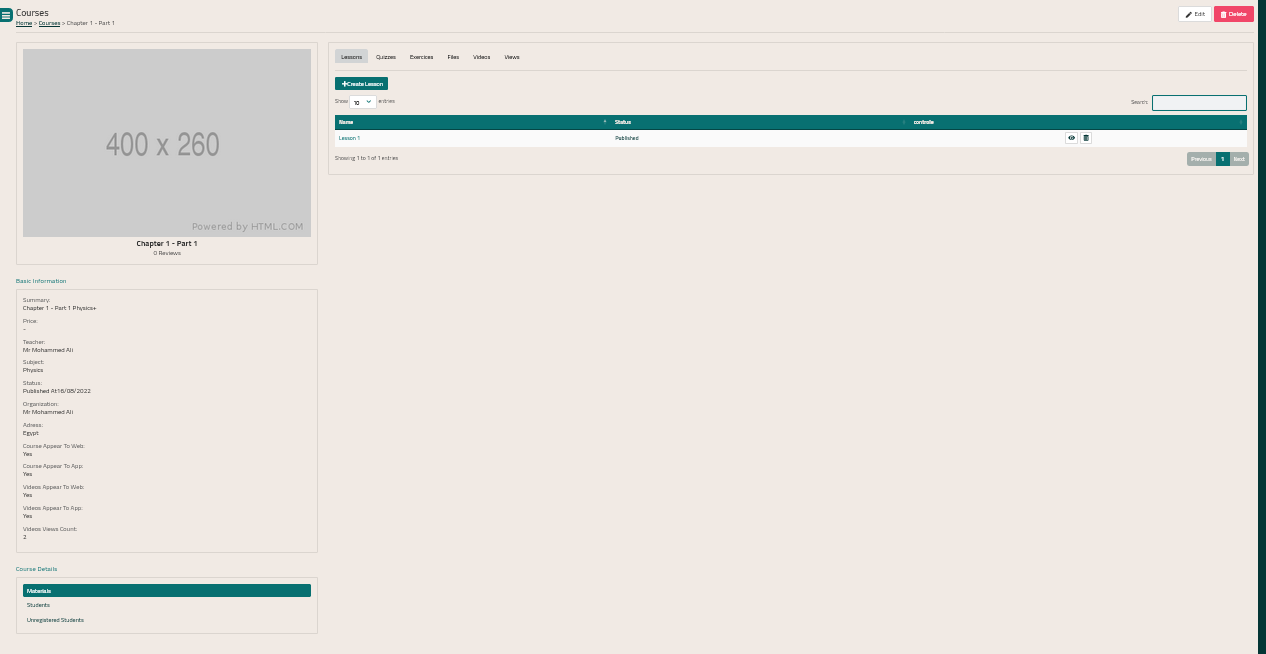 Courses
Home > Courses > Chapter 1 - Part 1
Edit
Delete
400 x 260
Powered by HTML.COM
Chapter 1 - Part 1
0 Reviews
Basic Information
Summary:
Chapter 1 - Part 1 Physics+
Price:
-
Teacher:
Mr Mohammed Ali
Subject:
Physics
Status:
Published At16/08/2022
Organization:
Mr Mohammed Ali
Adress:
Egypt
Course Appear To Web:
Yes
Course Appear To App:
Yes
Videos Appear To Web:
Yes
Videos Appear To App:
Yes
Videos Views Count:
2
Course Details
Materials
Students
Unregistered Students
Lessons Quizzes Exercices Files Videos Views
+Create Lesson
Show 10 entries
Search:
Name Status controlle
Lesson 1 Published
Showing 1 to 1 of 1 entries
Previous 1 Next